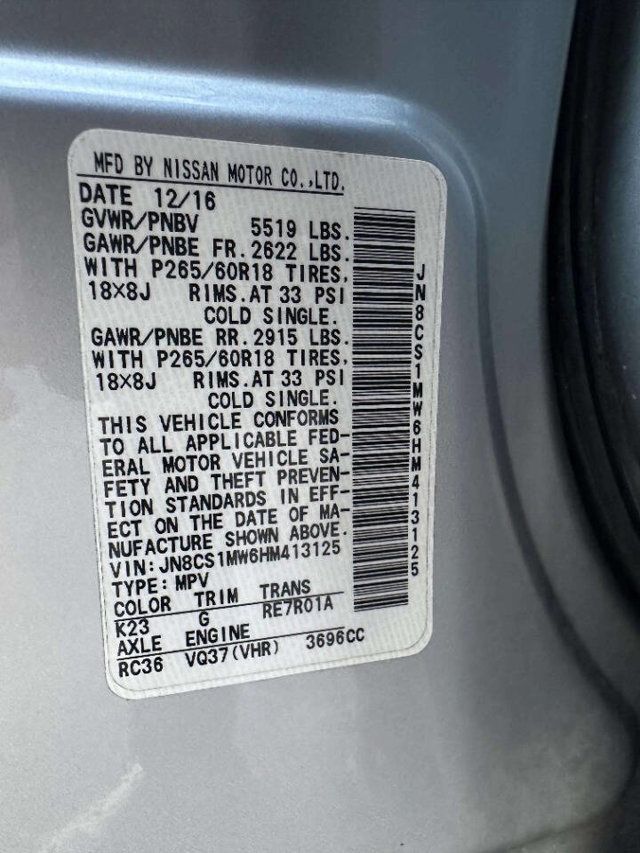 MFD BY NISSAN MOTOR CO.,LTD.
DATE 12/16
GVWR/PNBV 5519 LBS.
GAWR/PNBE FR. 2622 LBS.
WITH P265/60R18 TIRES,
18X8J RIMS. AT 33 PSI
COLD SINGLE.
GAWR/PNBE RR. 2915 LBS.
WITH P265/60R18 TIRES,
18X8J RIMS. AT 33 PSI
COLD SINGLE.
THIS VEHICLE CONFORMS
TO ALL APPLICABLE FED-
ERAL MOTOR VEHICLE SA-
FETY AND THEFT PREVEN-
TION STANDARDS IN EFF-
ECT ON THE DATE OF MA-
NUFACTURE SHOWN ABOVE.
VIN:JN8CS1MW6HM413125
TYPE:MPV
COLOR TRIM TRANS
K23 G RE7R01A
AXLE ENGINE
RC36 VQ37(VHR) 3696CC
JN8CS1MW6HM413125